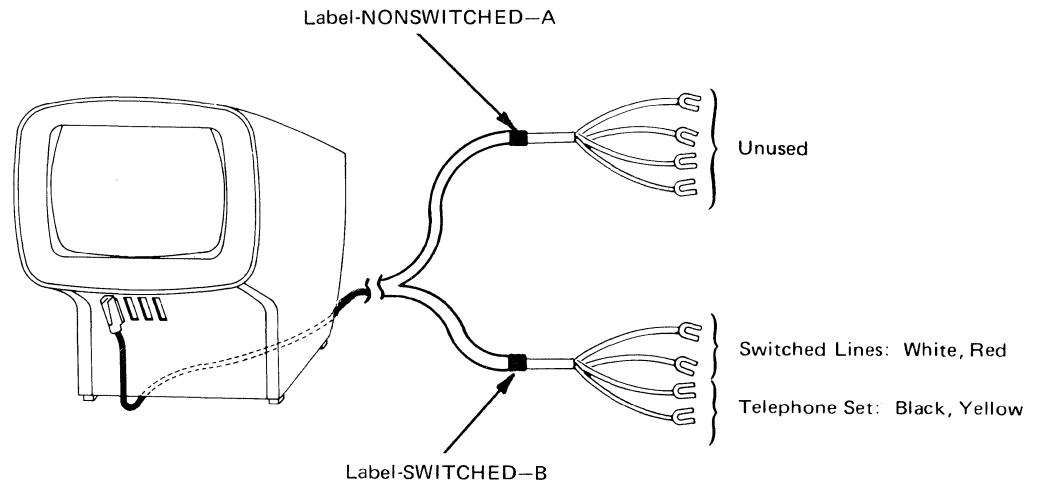 Label-NONSWITCHED—A
Unused
Switched Lines: White, Red
Telephone Set: Black, Yellow
Label-SWITCHED—B